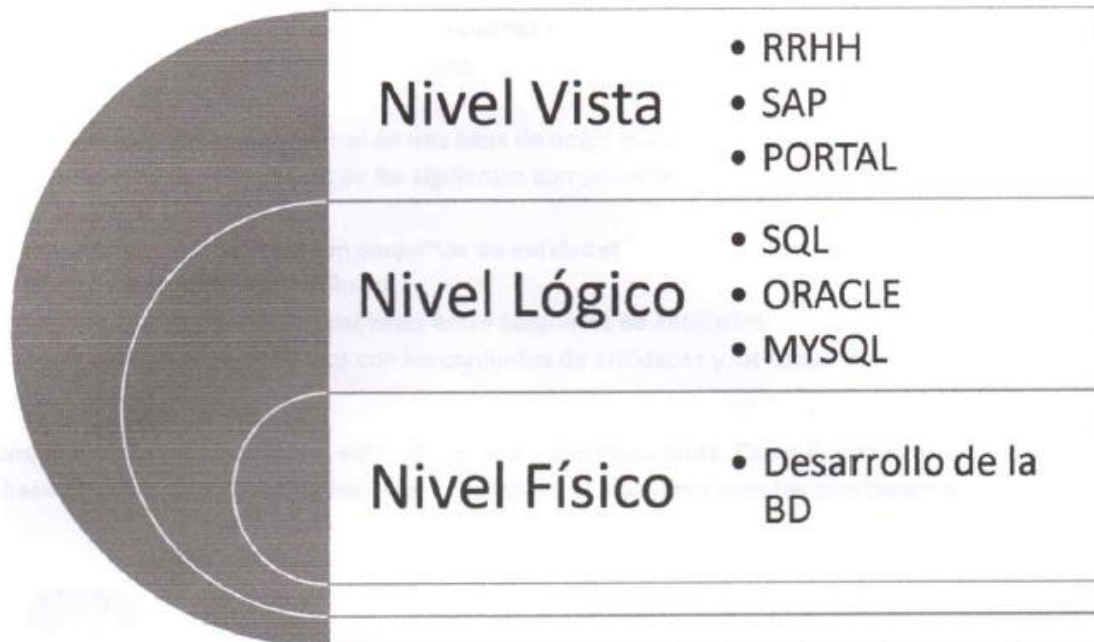 Nivel Vista
• RRHH
• SAP
• PORTAL
Nivel Lógico
• SQL
• ORACLE
• MYSQL
Nivel Físico
• Desarrollo de la
BD